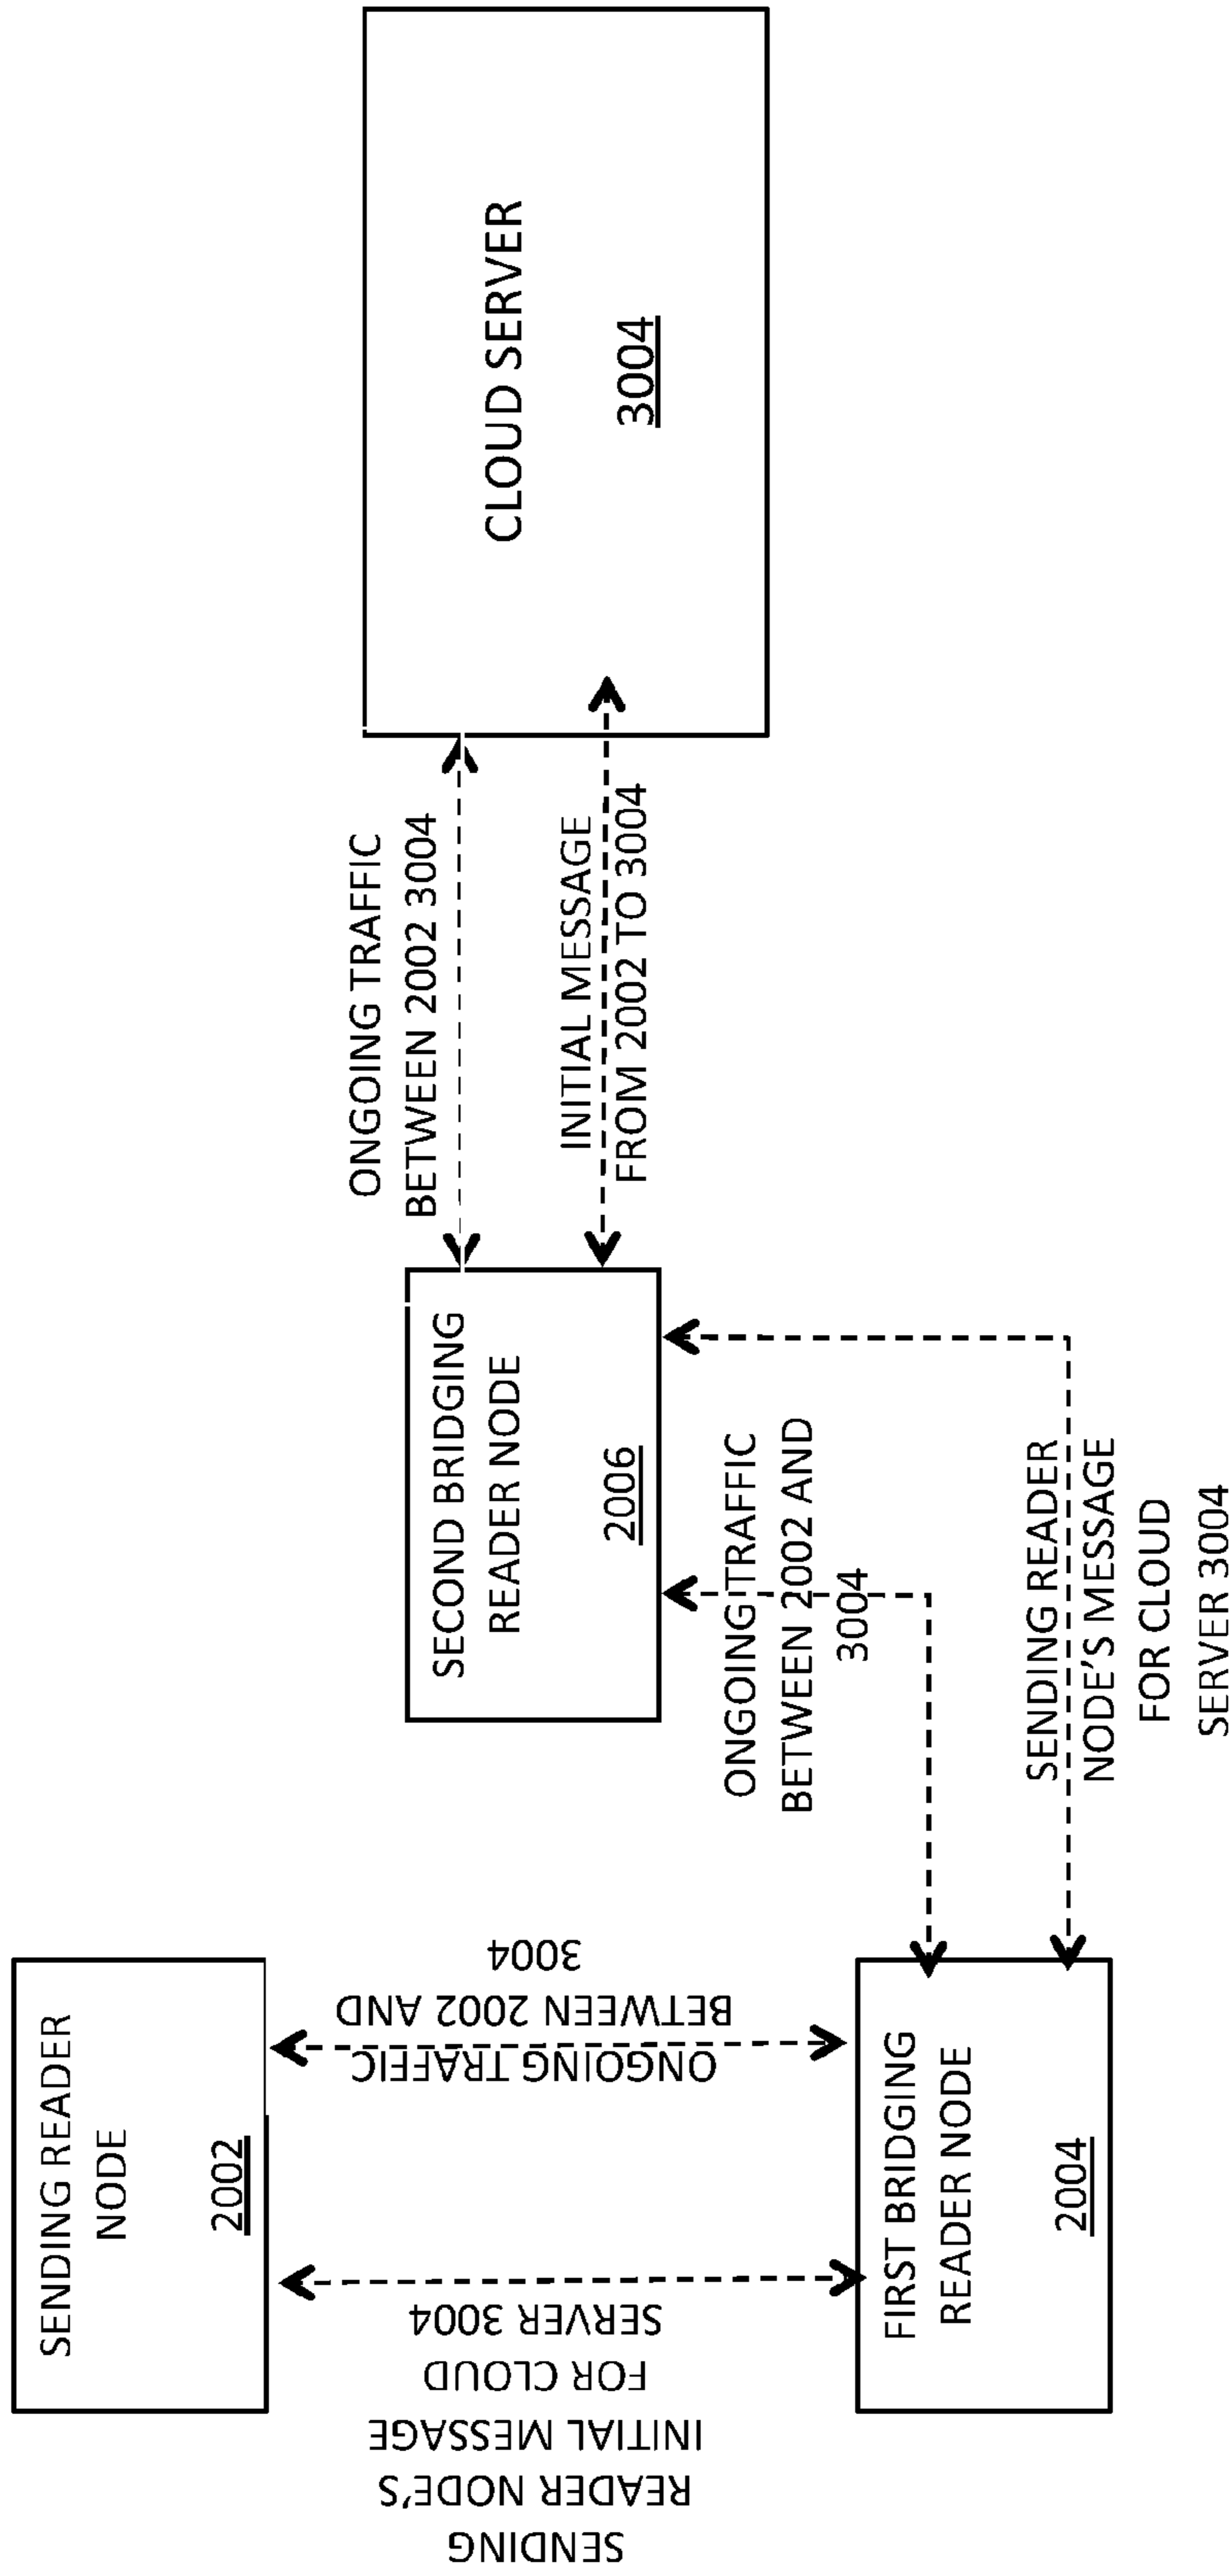 SENDING READER
NODE
2002
SENDING
READER NODE'S
INITIAL MESSAGE
FOR CLOUD
SERVER 3004
ONGOING TRAFFIC
BETWEEN 2002 AND
3004
FIRST BRIDGING
READER NODE
2004
SECOND BRIDGING
READER NODE
2006
ONGOING TRAFFIC
BETWEEN 2002 AND
3004
SENDING READER
NODE'S MESSAGE
FOR CLOUD
SERVER 3004
ONGOING TRAFFIC
BETWEEN 2002 3004
INITIAL MESSAGE
FROM 2002 TO 3004
CLOUD SERVER
3004